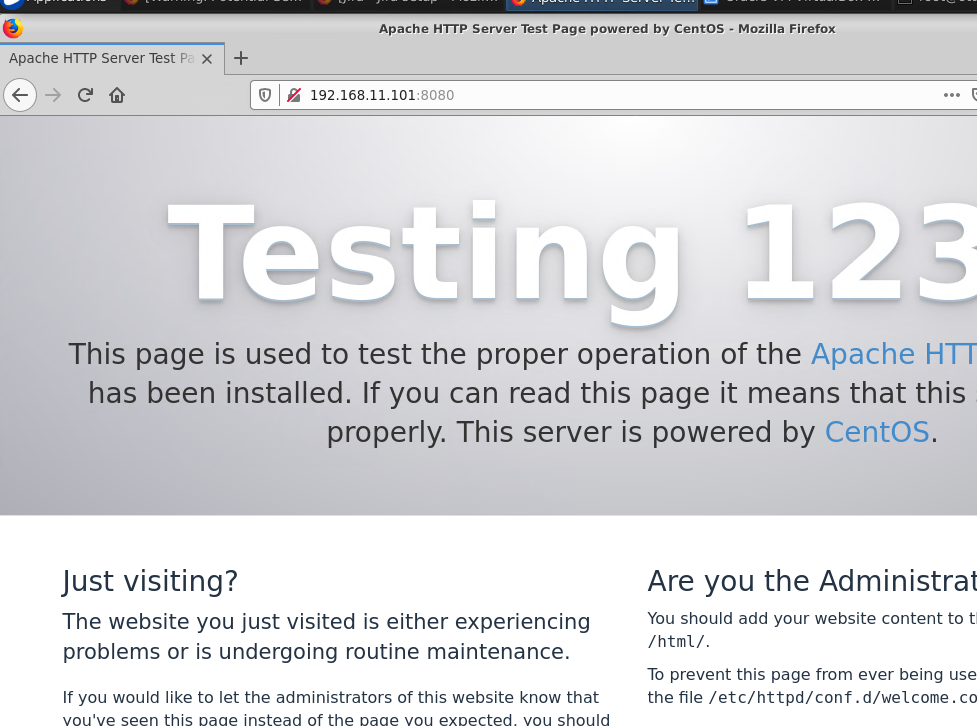 Apache HTTP Server Test Page powered by CentOS - Mozilla Firefox
Apache HTTP Server Test Pa
192.168.11.101:8080
Testing 123
This page is used to test the proper operation of the Apache HTT
has been installed. If you can read this page it means that this
properly. This server is powered by CentOS.
Just visiting?
The website you just visited is either experiencing
problems or is undergoing routine maintenance.
If you would like to let the administrators of this website know that
you've seen this page instead of the page you expected, you should
Are you the Administrat
You should add your website content to t
/html/.
To prevent this page from ever being use
the file /etc/httpd/conf.d/welcome.co